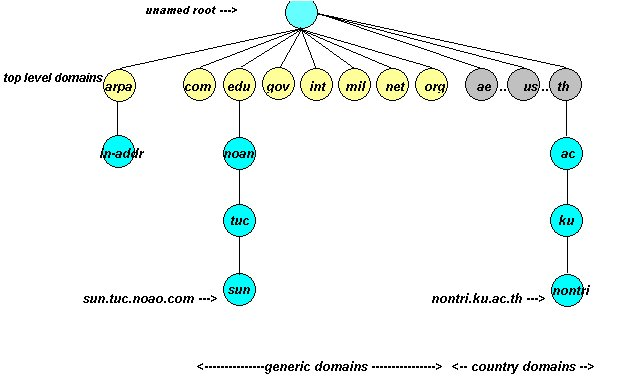 unamed root --->
top level domains
arpa com edu gov int mil net org ae .. us .. th
in-addr noan ac
tuc ku
sun nontri
sun.tuc.noao.com ---> nontri.ku.ac.th --->
<---------------generic domains ---------------> <-- country domains -->